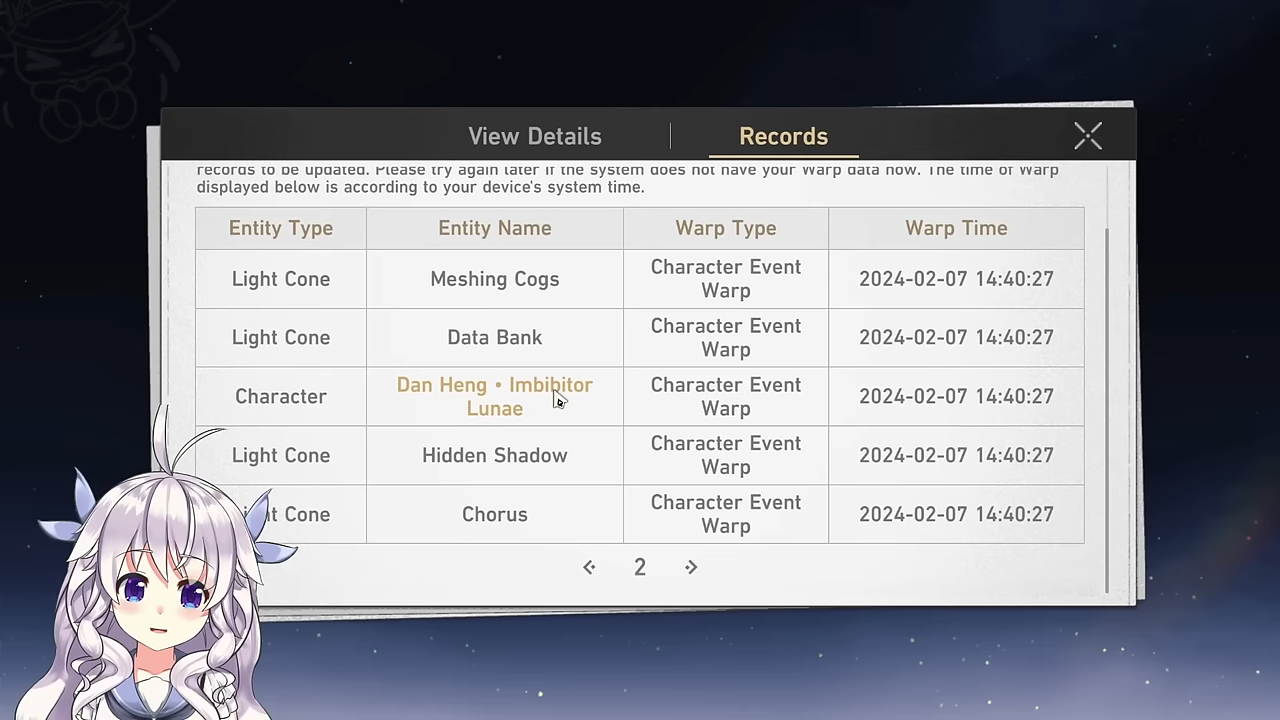 View Details
Records
records to be updated. Please try again later if the system does not have your Warp data now. The time of Warp
displayed below is according to your device's system time.
Entity Type Entity Name Warp Type Warp Time
Light Cone Meshing Cogs Character Event Warp 2024-02-07 14:40:27
Light Cone Data Bank Character Event Warp 2024-02-07 14:40:27
Character Dan Heng • Imbibitor Lunae Character Event Warp 2024-02-07 14:40:27
Light Cone Hidden Shadow Character Event Warp 2024-02-07 14:40:27
Cone Chorus Character Event Warp 2024-02-07 14:40:27
2